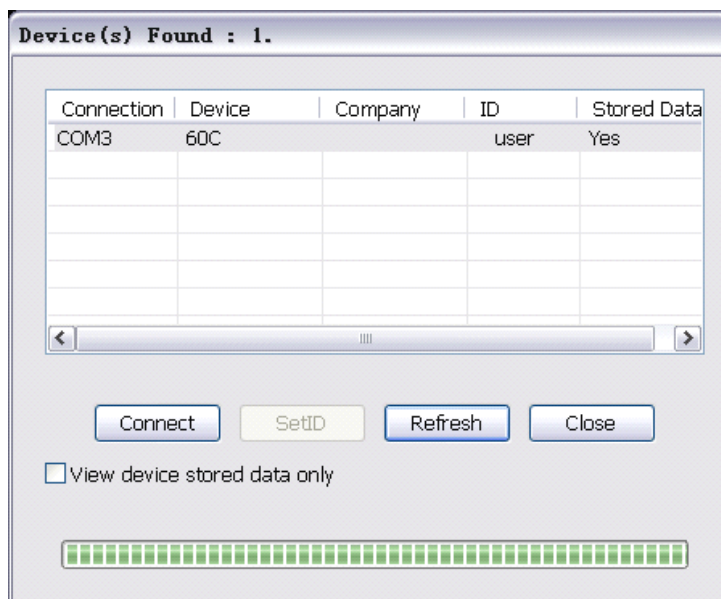 Device(s) Found : 1.
Connection Device Company ID Stored Data
COM3 60C user Yes
Connect SetID Refresh Close
View device stored data only